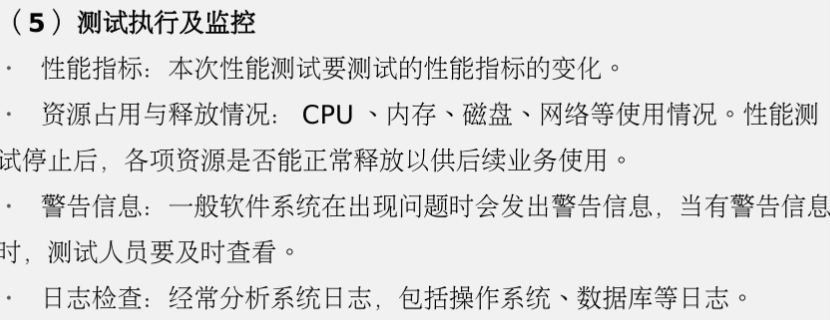 （5）测试执行及监控
· 性能指标：本次性能测试要测试的性能指标的变化。
· 资源占用与释放情况： CPU 、内存、磁盘、网络等使用情况。性能测
试停止后，各项资源是否能正常释放以供后续业务使用。
· 警告信息：一般软件系统在出现问题时会发出警告信息，当有警告信息
时，测试人员要及时查看。
· 日志检查：经常分析系统日志，包括操作系统、数据库等日志。